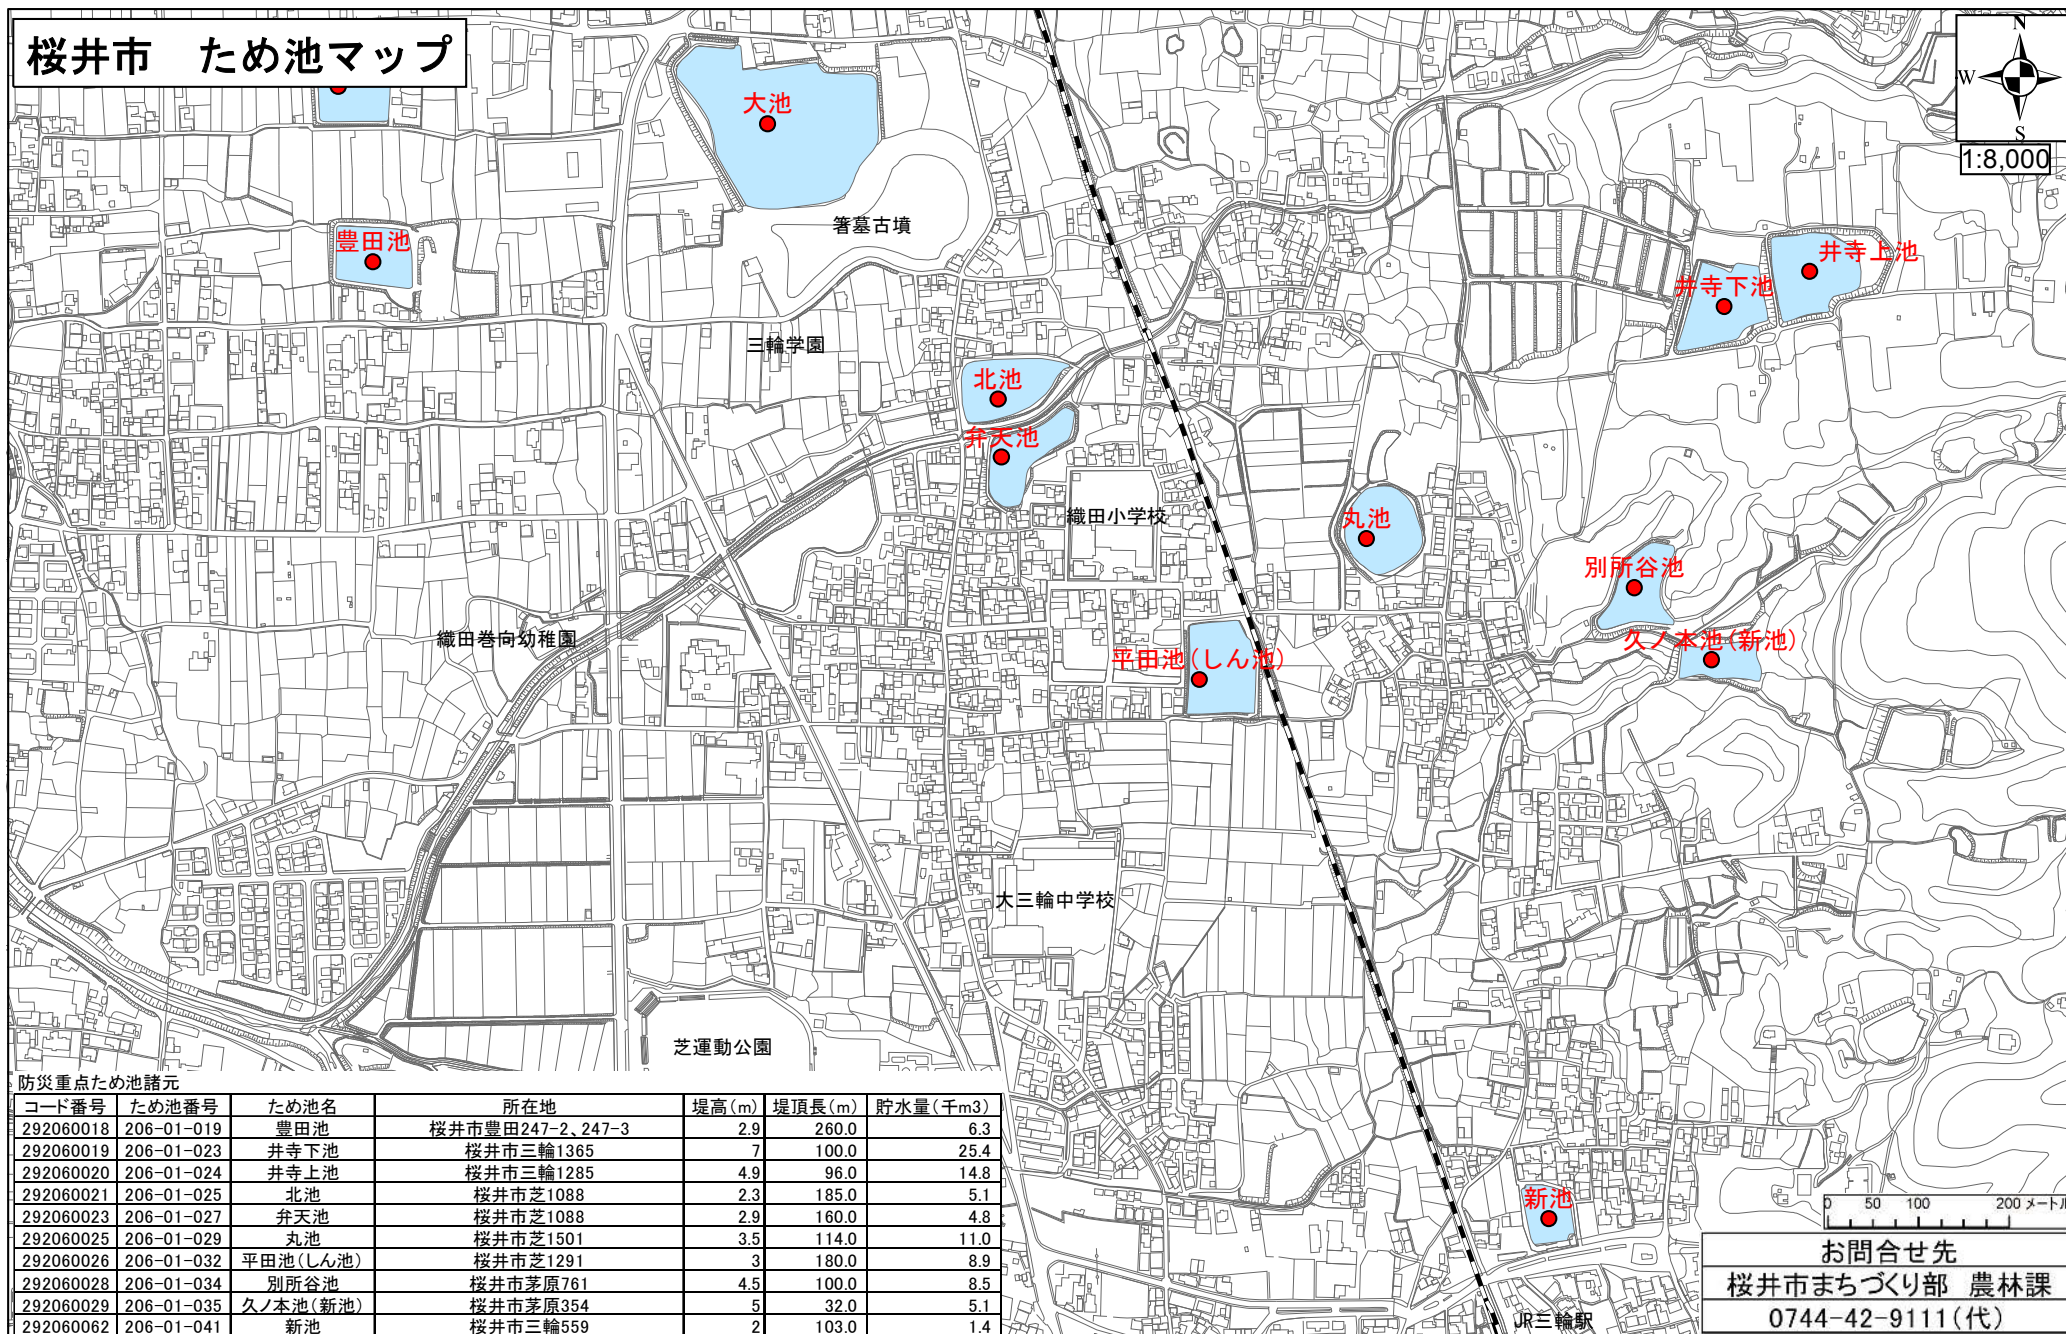 桜井市　ため池マップ
N
W
S
1:8,000
大池
箸墓古墳
豊田池
井寺上池
井寺下池
三輪学園
北池
弁天池
織田小学校
丸池
別所谷池
織田巻向幼稚園
久ノ本池(新池)
平田池(しん池)
大三輪中学校
芝運動公園
新池
JR三輪駅
0 50 100 200 メートル
防災重点ため池諸元
コード番号 ため池番号 ため池名 所在地 堤高(m) 堤頂長(m) 貯水量(千m3)
292060018 206-01-019 豊田池 桜井市豊田247-2、247-3 2.9 260.0 6.3
292060019 206-01-023 井寺下池 桜井市三輪1365 7 100.0 25.4
292060020 206-01-024 井寺上池 桜井市三輪1285 4.9 96.0 14.8
292060021 206-01-025 北池 桜井市芝1088 2.3 185.0 5.1
292060023 206-01-027 弁天池 桜井市芝1088 2.9 160.0 4.8
292060025 206-01-029 丸池 桜井市芝1501 3.5 114.0 11.0
292060026 206-01-032 平田池(しん池) 桜井市芝1291 3 180.0 8.9
292060028 206-01-034 別所谷池 桜井市茅原761 4.5 100.0 8.5
292060029 206-01-035 久ノ本池(新池) 桜井市茅原354 5 32.0 5.1
292060062 206-01-041 新池 桜井市三輪559 2 103.0 1.4
お問合せ先
桜井市まちづくり部 農林課
0744-42-9111(代)